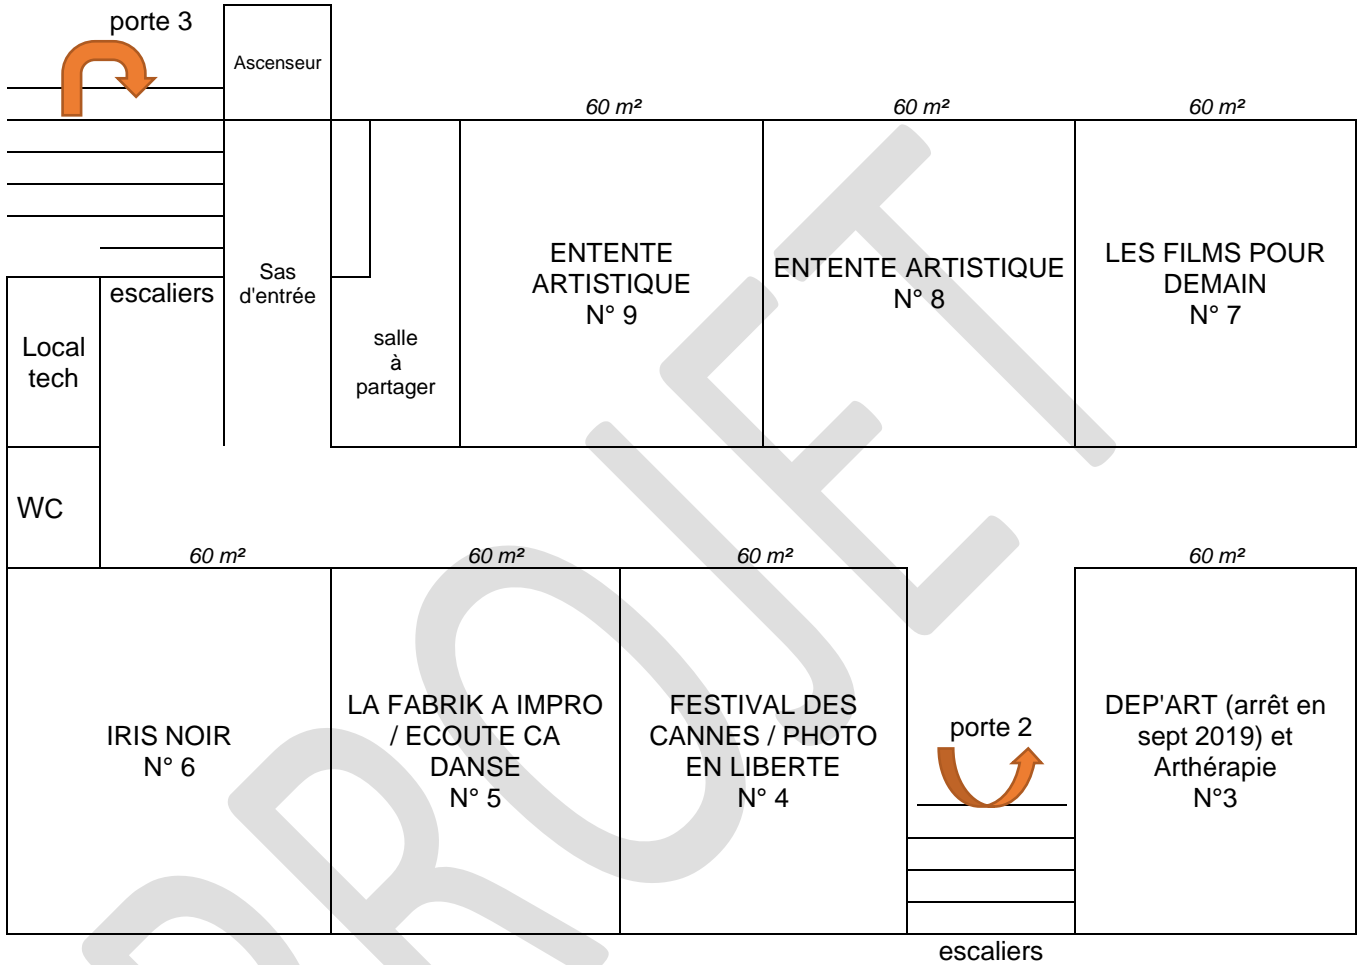 porte 3
Ascenseur
60 m²
60 m²
60 m²
ENTENTE
ARTISTIQUE
N° 9
ENTENTE ARTISTIQUE
N° 8
LES FILMS POUR
DEMAIN
N° 7
Sas
d'entrée
escaliers
Local
tech
salle
à
partager
WC
60 m²
60 m²
60 m²
60 m²
IRIS NOIR
N° 6
LA FABRIK A IMPRO
/ ECOUTE CA
DANSE
N° 5
FESTIVAL DES
CANNES / PHOTO
EN LIBERTE
N° 4
porte 2
DEP'ART (arrêt en
sept 2019) et
Arthérapie
N°3
escaliers
PROJET